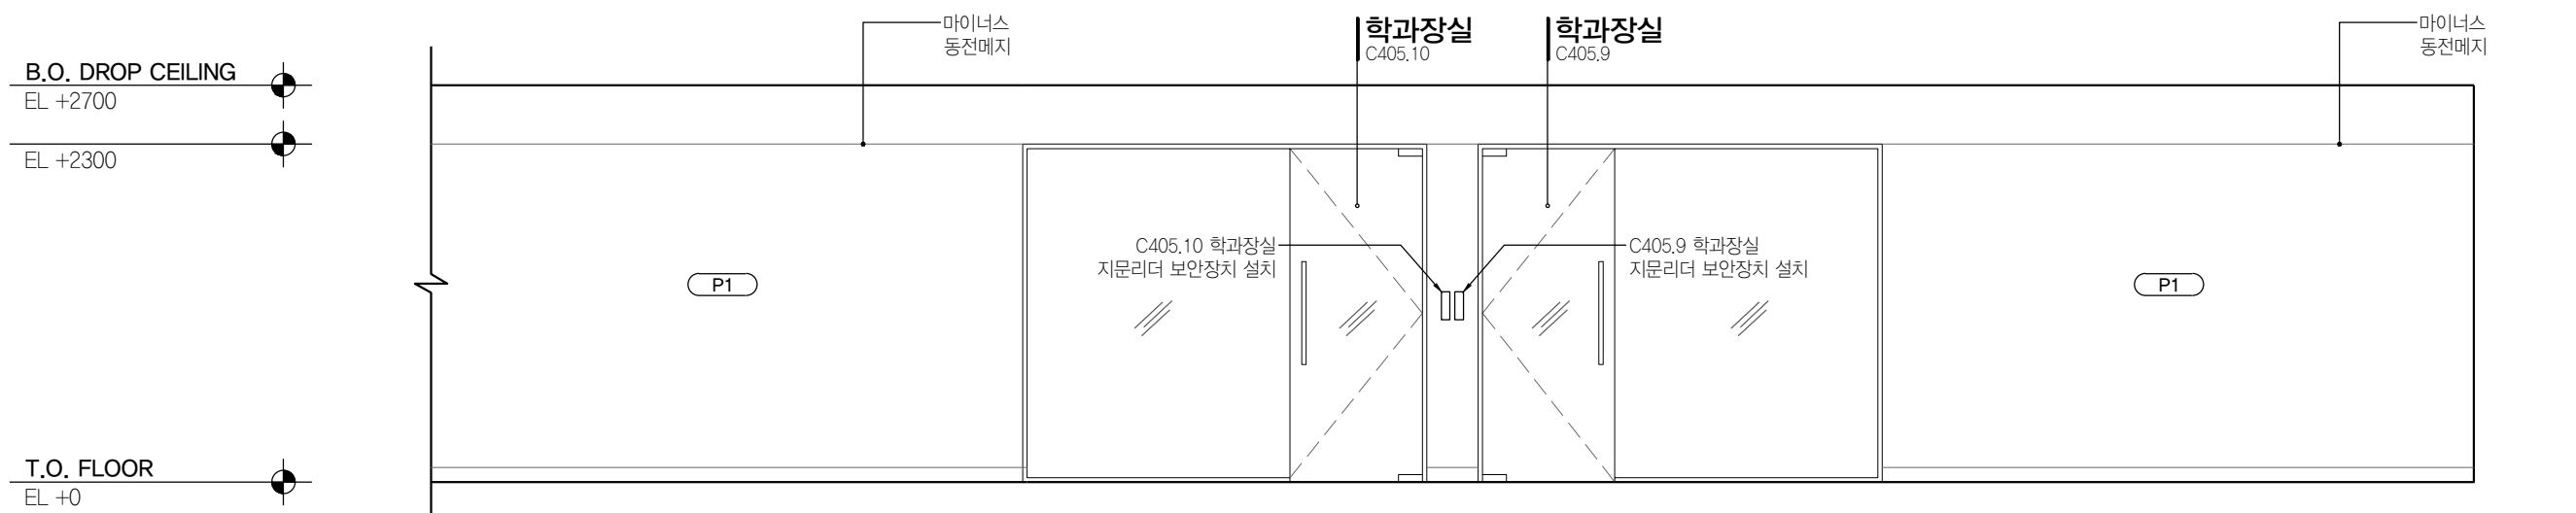 B.O. DROP CEILING
EL +2700
EL +2300
T.O. FLOOR
EL +0
마이너스
동전메지
학과장실
C405.10
학과장실
C405.9
마이너스
동전메지
C405.10 학과장실
지문리더 보안장치 설치
C405.9 학과장실
지문리더 보안장치 설치
P1
P1